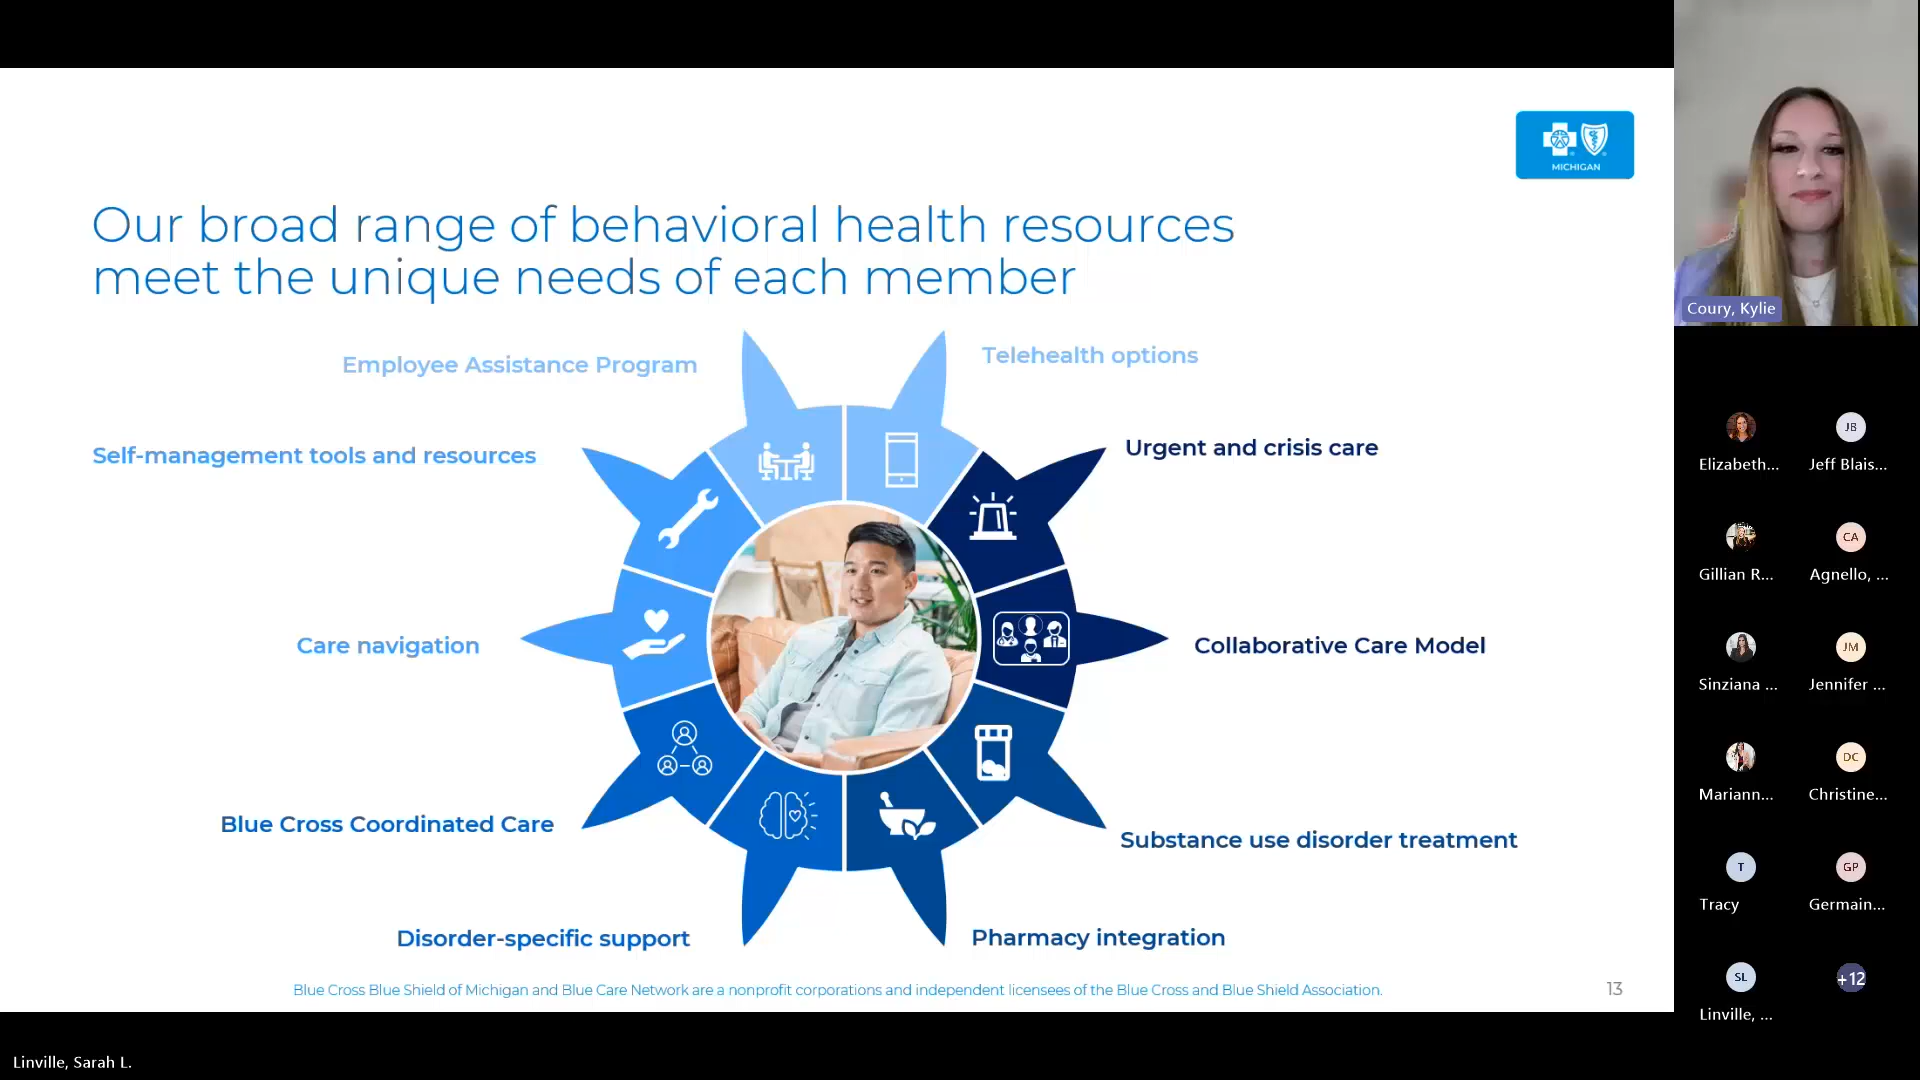 MICHIGAN
Our broad range of behavioral health resources
meet the unique needs of each member
Employee Assistance Program
Telehealth options
Self-management tools and resources
Urgent and crisis care
Care navigation
Collaborative Care Model
Blue Cross Coordinated Care
Substance use disorder treatment
Disorder-specific support
Pharmacy integration
Blue Cross Blue Shield of Michigan and Blue Care Network are a nonprofit corporations and independent licensees of the Blue Cross and Blue Shield Association.
13
Linville, Sarah L.
Coury, Kylie
JB
Elizabeth...
Jeff Blais...
CA
Gillian R...
Agnello, ...
JM
Sinziana ...
Jennifer ...
DC
Mariann...
Christine...
T
GP
Tracy
Germain...
SL
+12
Linville, ...